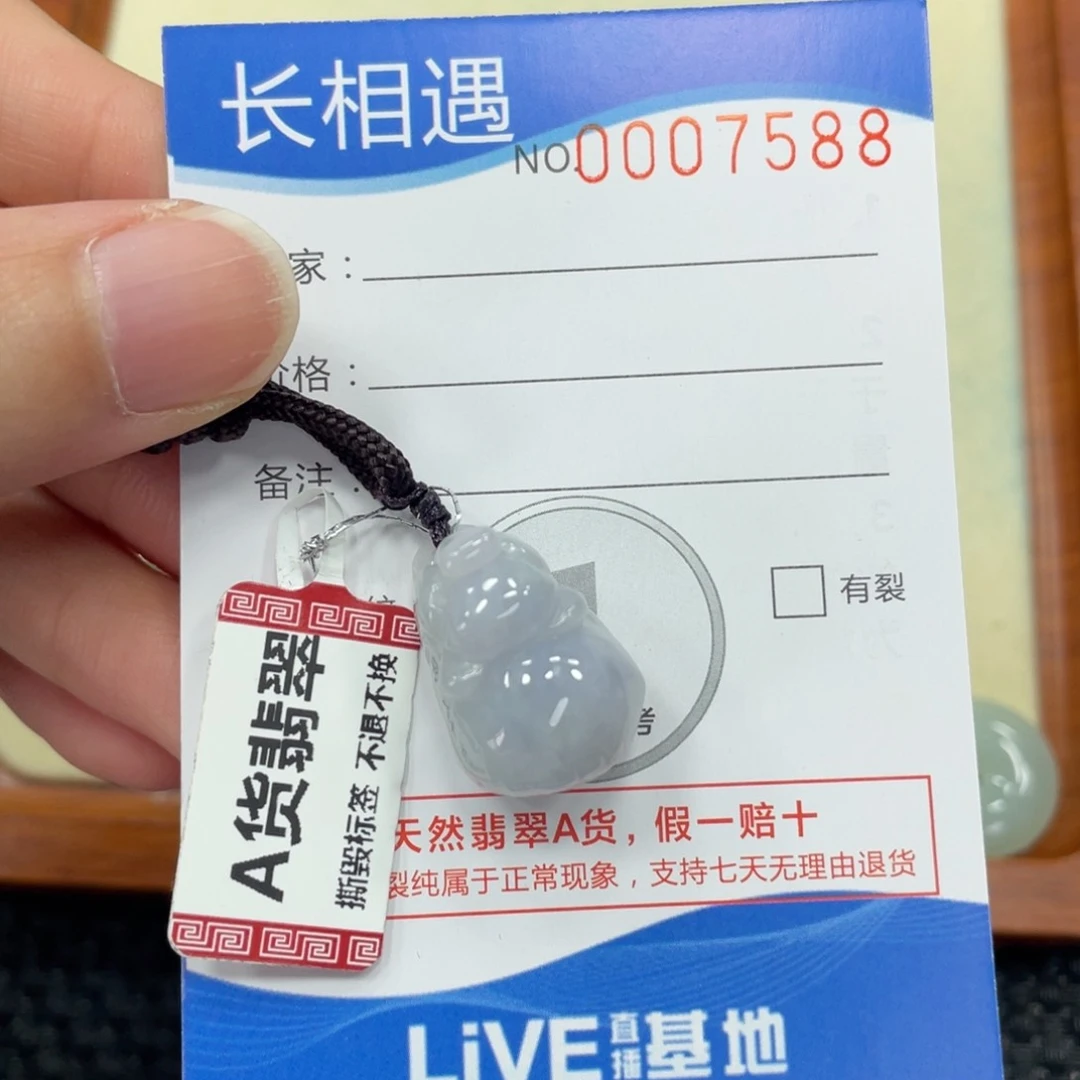 长相遇
NO.0007588
家：
价格：
备注：
有裂
号
A货翡翠
撕毁标签 不退不换
天然翡翠A货，假一赔十
裂纯属于正常现象，支持七天无理由退货
LiVE直播基地